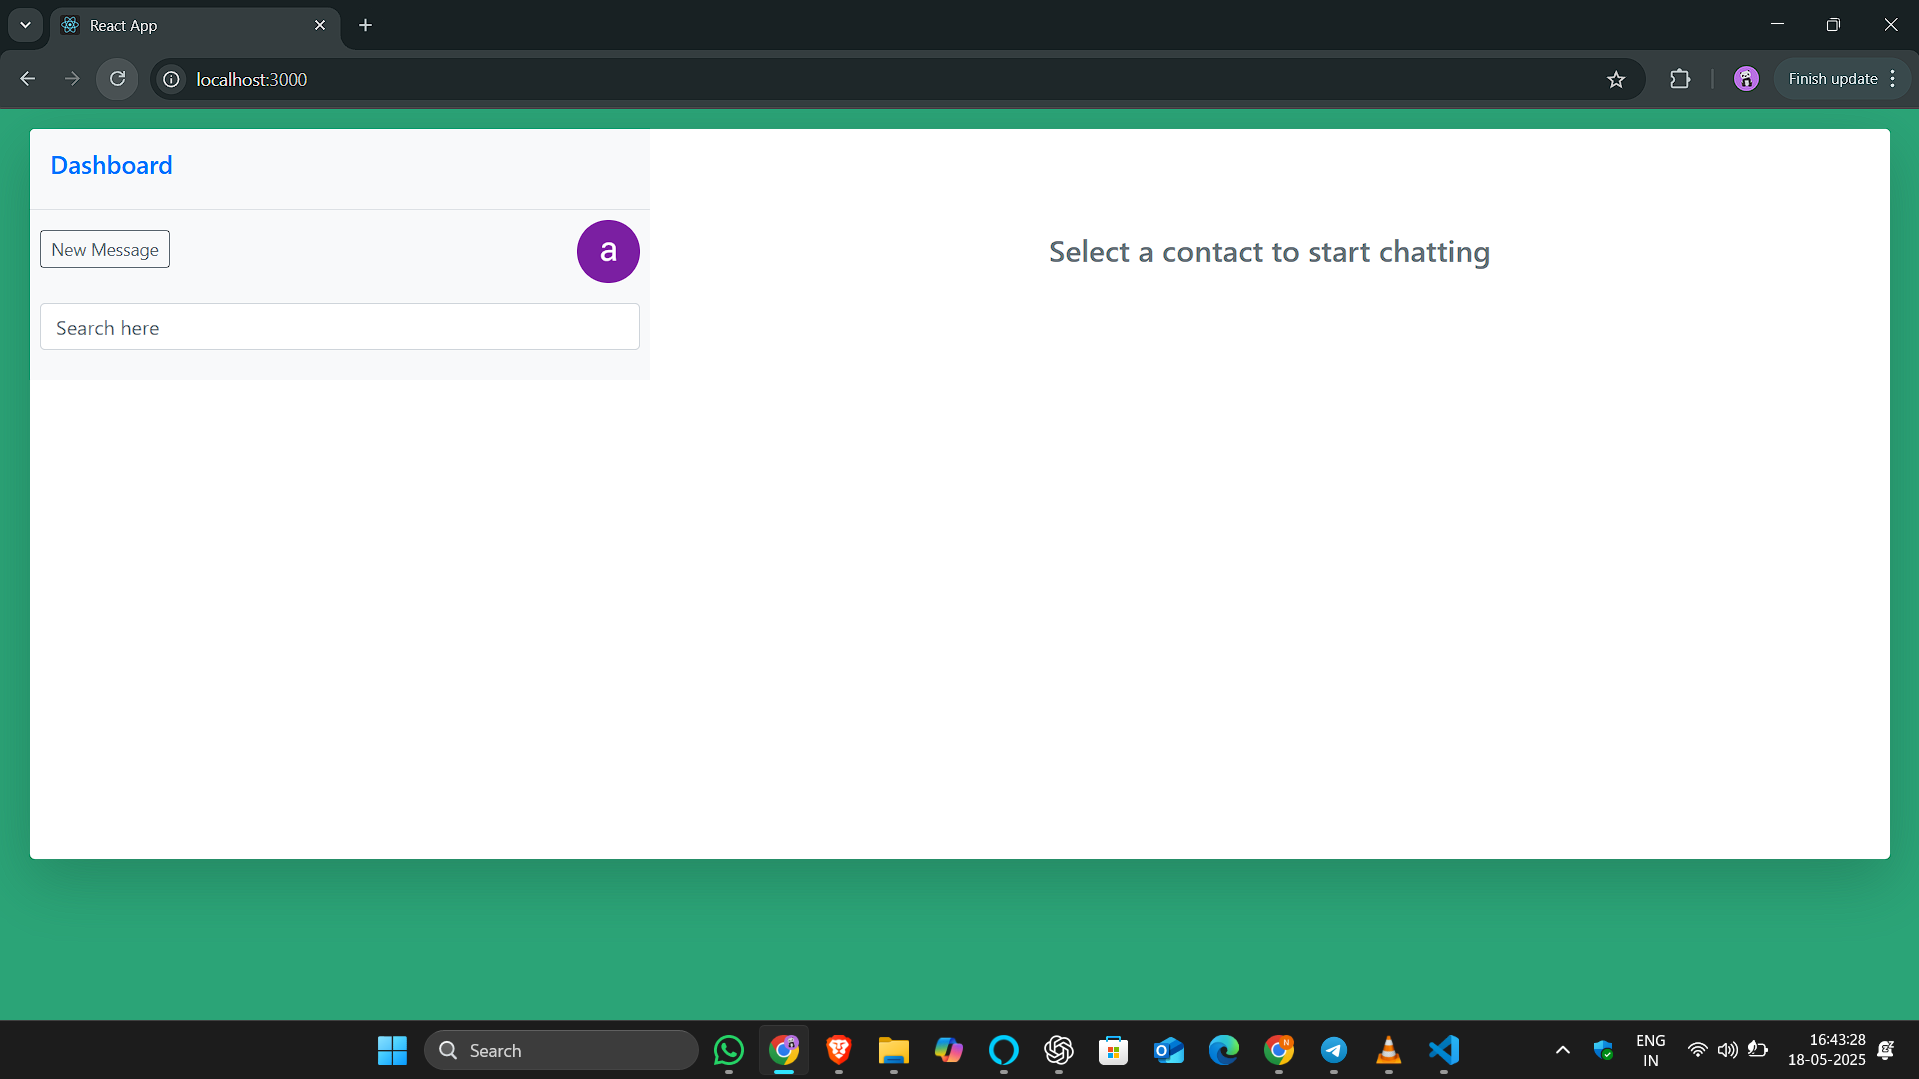 React App
localhost:3000
Finish update
Dashboard
New Message
a
Select a contact to start chatting
Search here
Search
N
ENG
IN
16:43:28
18-05-2025